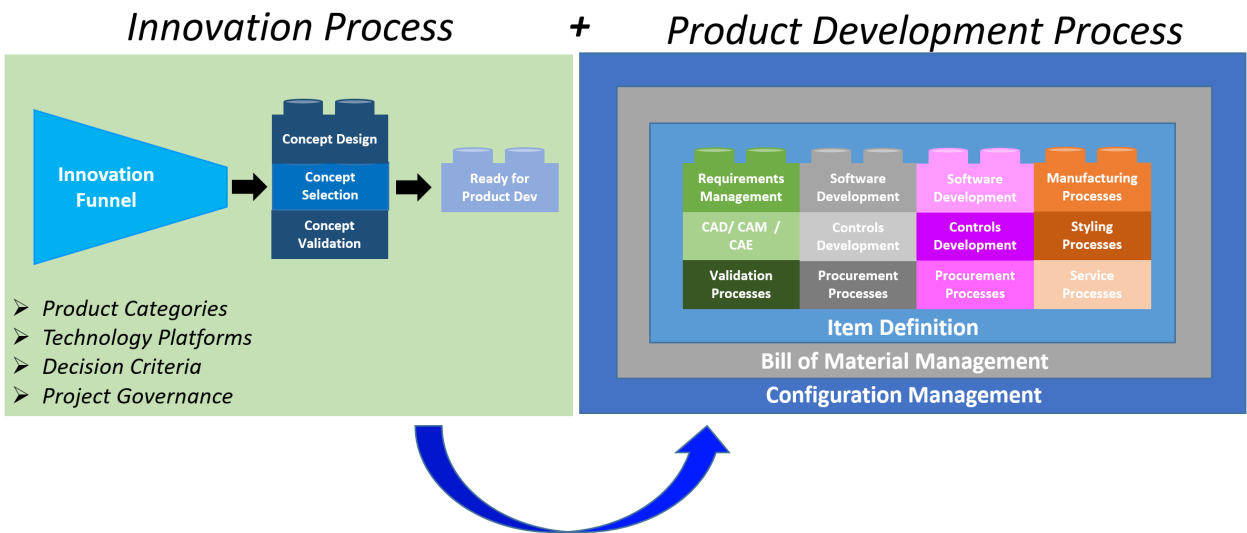 Innovation Process + Product Development Process
Innovation
Funnel
Concept Design
Concept
Selection
Concept
Validation
Ready for
Product Dev
➢ Product Categories
➢ Technology Platforms
➢ Decision Criteria
➢ Project Governance
Requirements
Management
Software
Development
Software
Development
Manufacturing
Processes
CAD/ CAM /
CAE
Controls
Development
Controls
Development
Styling
Processes
Validation
Processes
Procurement
Processes
Procurement
Processes
Service
Processes
Item Definition
Bill of Material Management
Configuration Management